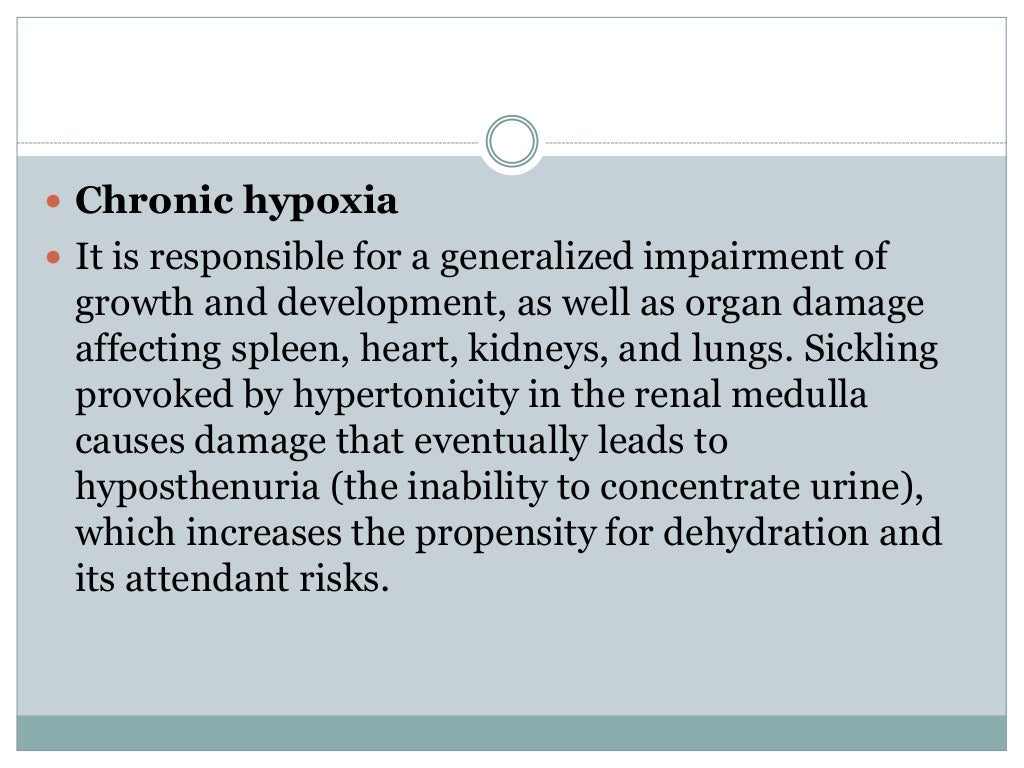 Chronic hypoxia
It is responsible for a generalized impairment of
growth and development, as well as organ damage
affecting spleen, heart, kidneys, and lungs. Sickling
provoked by hypertonicity in the renal medulla
causes damage that eventually leads to
hyposthenuria (the inability to concentrate urine),
which increases the propensity for dehydration and
its attendant risks.